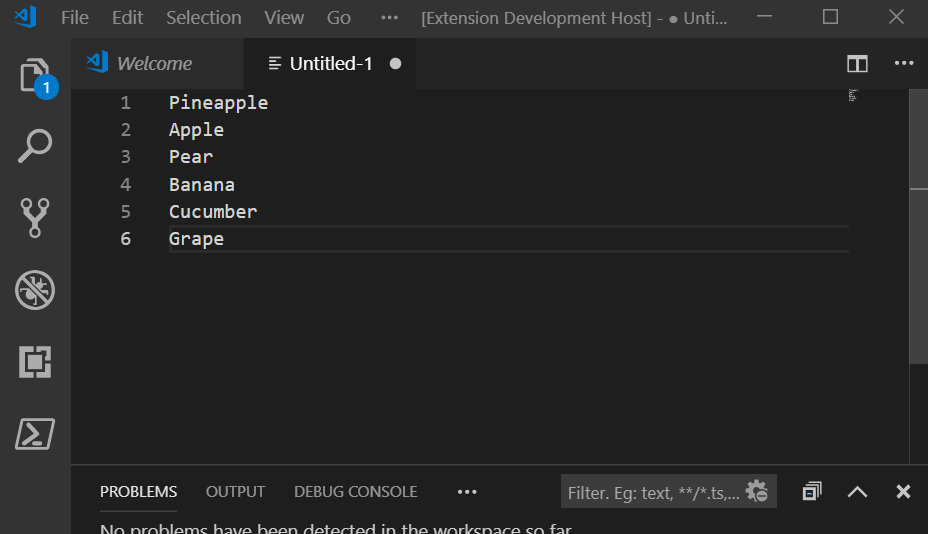 File Edit Selection View Go ··· [Extension Development Host] - ● Unti...
Welcome Untitled-1 ●
1
1 Pineapple
2 Apple
3 Pear
4 Banana
5 Cucumber
6 Grape
PROBLEMS OUTPUT DEBUG CONSOLE ··· Filter. Eg: text, **/*.ts,...
No problems have been detected in the workspace so far.